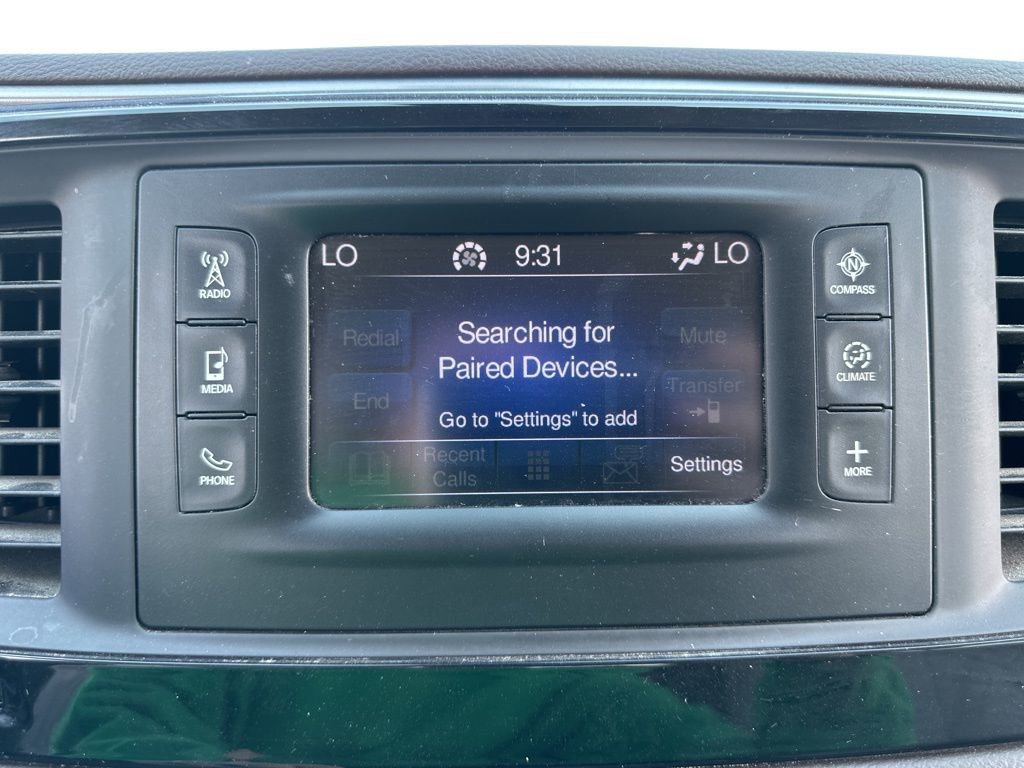 LO 9:31 LO
RADIO
MEDIA
PHONE
Redial
End
Searching for
Paired Devices...
Go to "Settings" to add
Mute
Transfer
Recent
Calls
Settings
N
COMPASS
CLIMATE
MORE